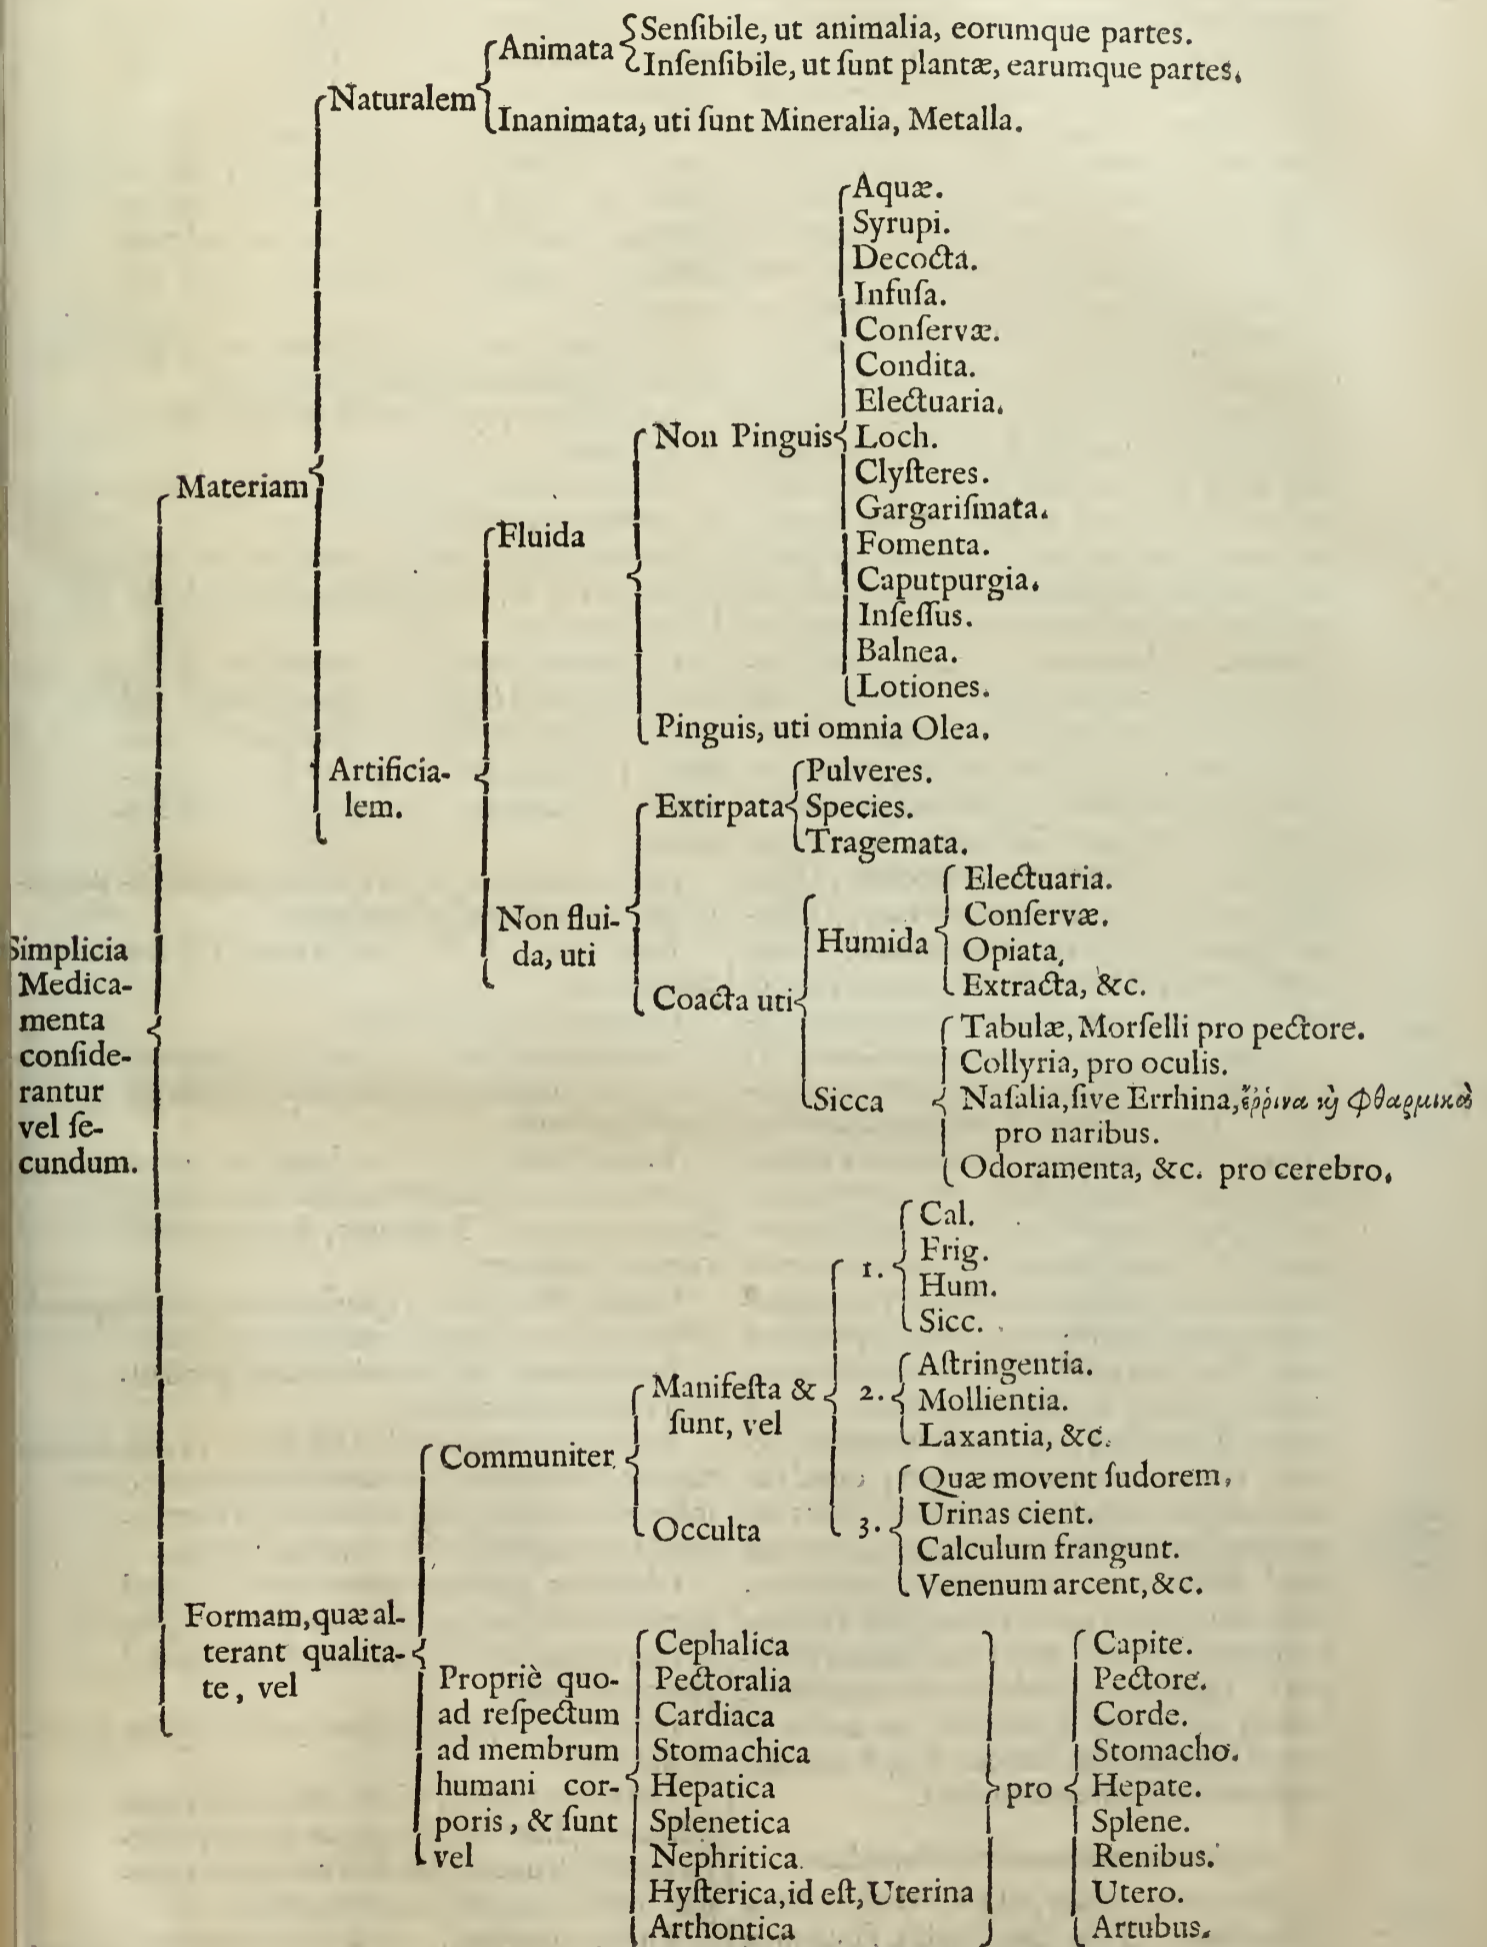 Animata
Senſibile, ut animalia, eorumque partes.
Inſenſibile, ut ſunt plantæ, earumque partes.
Naturalem
Inanimata, uti ſunt Mineralia, Metalla.
Aquæ.
Syrupi.
Decocta.
Infuſa.
Conſervæ.
Condita.
Electuaria.
Non Pinguis
Loch.
Clyſteres.
Gargariſmata.
Fomenta.
Caputpurgia.
Inſeſſus.
Balnea.
Lotiones.
Materiam
Fluida
Pinguis, uti omnia Olea.
Artificia-
lem.
Extirpata
Pulveres.
Species.
Tragemata.
Non flui-
da, uti
Coacta uti
Humida
Electuaria.
Conſervæ.
Opiata,
Extracta, &c.
Sicca
Tabulæ, Morſelli pro pectore.
Collyria, pro oculis.
Naſalia, ſive Errhina, ἔῤῥινα ϗ̀ φθαρμικὰ
pro naribus.
Odoramenta, &c. pro cerebro.
Simplicia
Medica-
menta
conſide-
rantur
vel ſe-
cundum.
1.
Cal.
Frig.
Hum.
Sicc.
Manifeſta &
ſunt, vel
2.
Aſtringentia.
Mollientia.
Laxantia, &c.
Communiter
Occulta
3.
Quæ movent ſudorem,
Urinas cient.
Calculum frangunt.
Venenum arcent, &c.
Formam, quæ al-
terant qualita-
te, vel
Propriè quo-
ad reſpectum
ad membrum
humani cor-
poris, & ſunt
vel
Cephalica
Pectoralia
Cardiaca
Stomachica
Hepatica
Splenetica
Nephritica.
Hyſterica, id eſt, Uterina
Arthontica
pro
Capite.
Pectore.
Corde.
Stomacho.
Hepate.
Splene.
Renibus.
Utero.
Artubus.